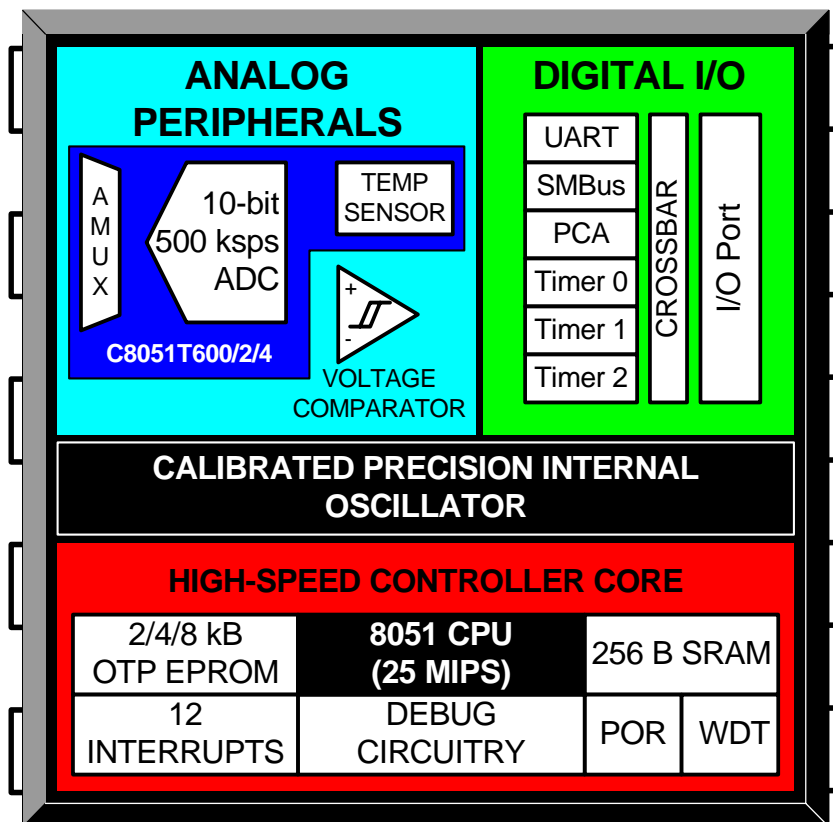 ANALOG
PERIPHERALS
A
M
U
X
10-bit
500 ksps
ADC
TEMP
SENSOR
C8051T600/2/4
+
-
VOLTAGE
COMPARATOR
DIGITAL I/O
UART
SMBus
PCA
Timer 0
Timer 1
Timer 2
CROSSBAR
I/O Port
CALIBRATED PRECISION INTERNAL
OSCILLATOR
HIGH-SPEED CONTROLLER CORE
2/4/8 kB
OTP EPROM
8051 CPU
(25 MIPS)
256 B SRAM
12
INTERRUPTS
DEBUG
CIRCUITRY
POR
WDT